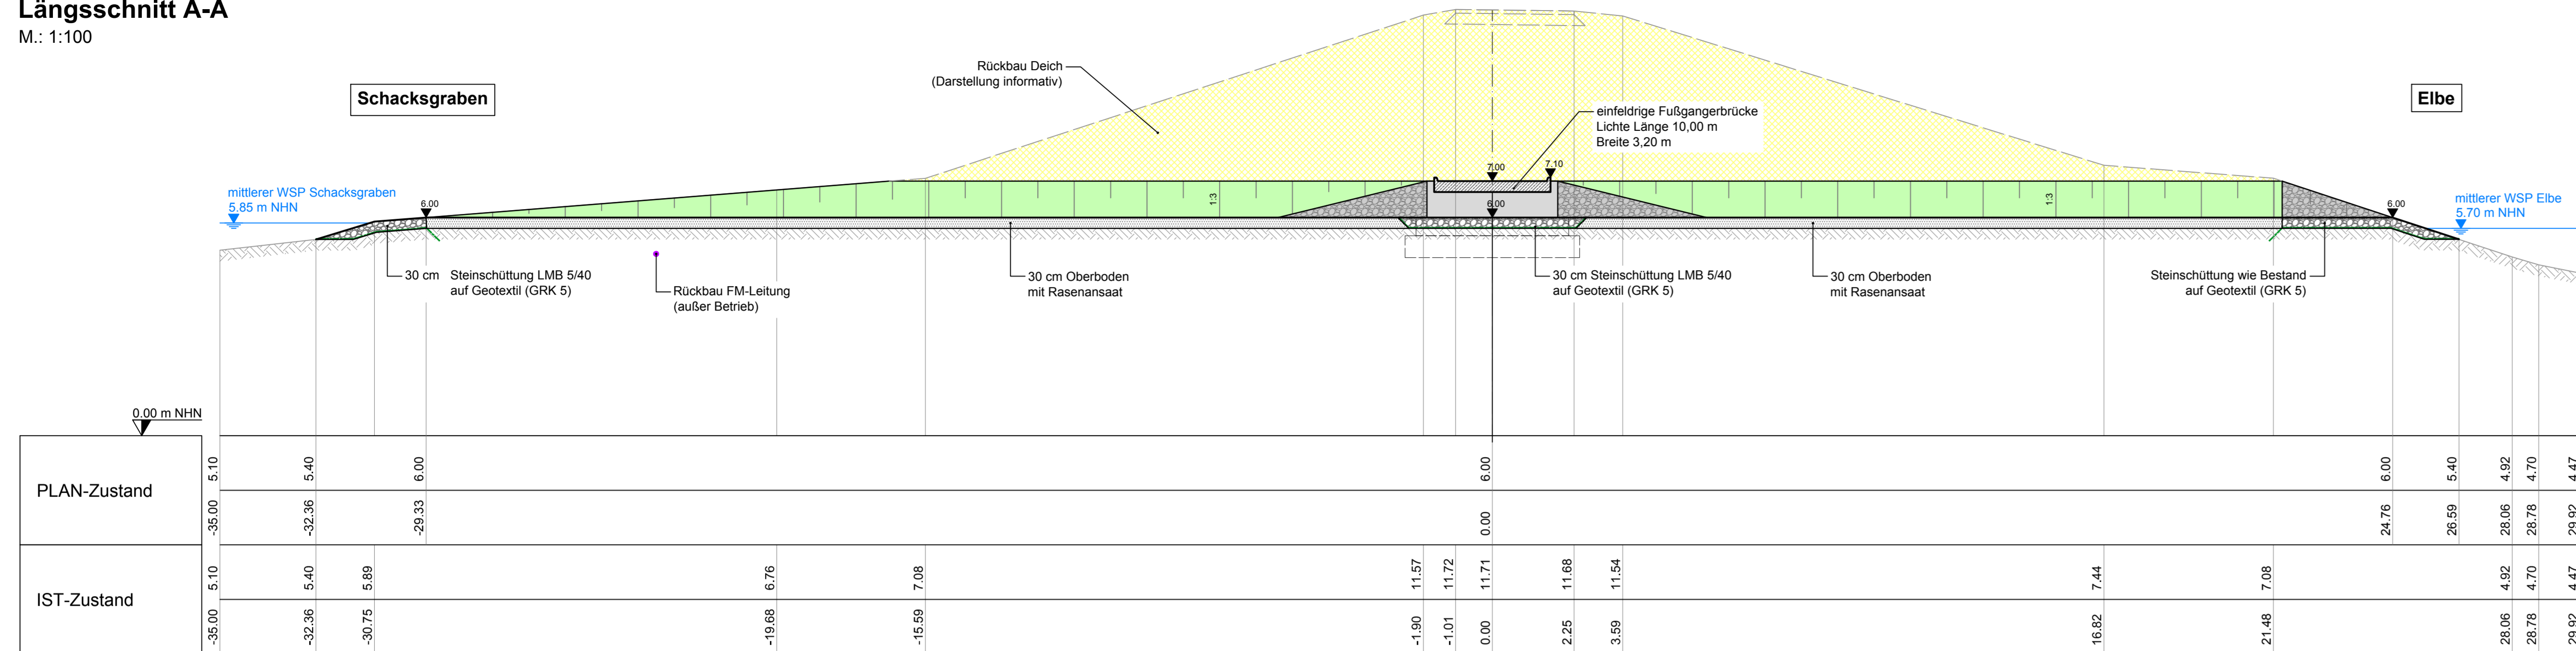 Längsschnitt A-A
M.: 1:100
Schacksgraben
Rückbau Deich
(Darstellung informativ)
einfeldrige Fußgangerbrücke
Lichte Länge 10,00 m
Breite 3,20 m
Elbe
mittlerer WSP Schacksgraben
5.85 m NHN
6.00
1:3
7.00
7.10
6.00
1:3
6.00
mittlerer WSP Elbe
5.70 m NHN
30 cm Steinschüttung LMB 5/40
auf Geotextil (GRK 5)
Rückbau FM-Leitung
(außer Betrieb)
30 cm Oberboden
mit Rasenansaat
30 cm Steinschüttung LMB 5/40
auf Geotextil (GRK 5)
30 cm Oberboden
mit Rasenansaat
Steinschüttung wie Bestand
auf Geotextil (GRK 5)
0.00 m NHN
PLAN-Zustand
5.10 5.40 6.00 6.00 6.00 5.40 4.92 4.70 4.47
-35.00 -32.36 -29.33 0.00 24.76 26.59 28.06 28.78 29.92
IST-Zustand
5.10 5.40 5.89 6.76 7.08 11.57 11.72 11.71 11.68 11.54 7.44 7.08 4.92 4.70 4.47
-35.00 -32.36 -30.75 -19.68 -15.59 -1.90 -1.01 0.00 2.25 3.59 16.82 21.48 28.06 28.78 29.92